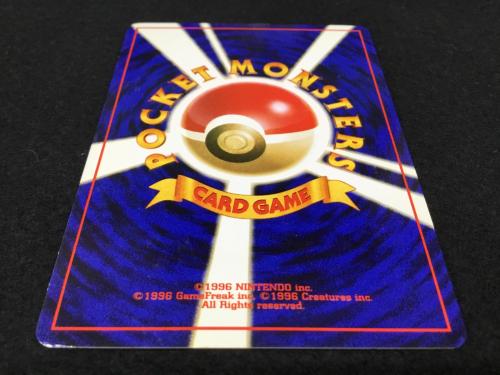 POCKET MONSTERS
CARD GAME
©1996 NINTENDO inc.
©1996 GameFreak inc. ©1996 Creatures inc.
All Rights reserved.